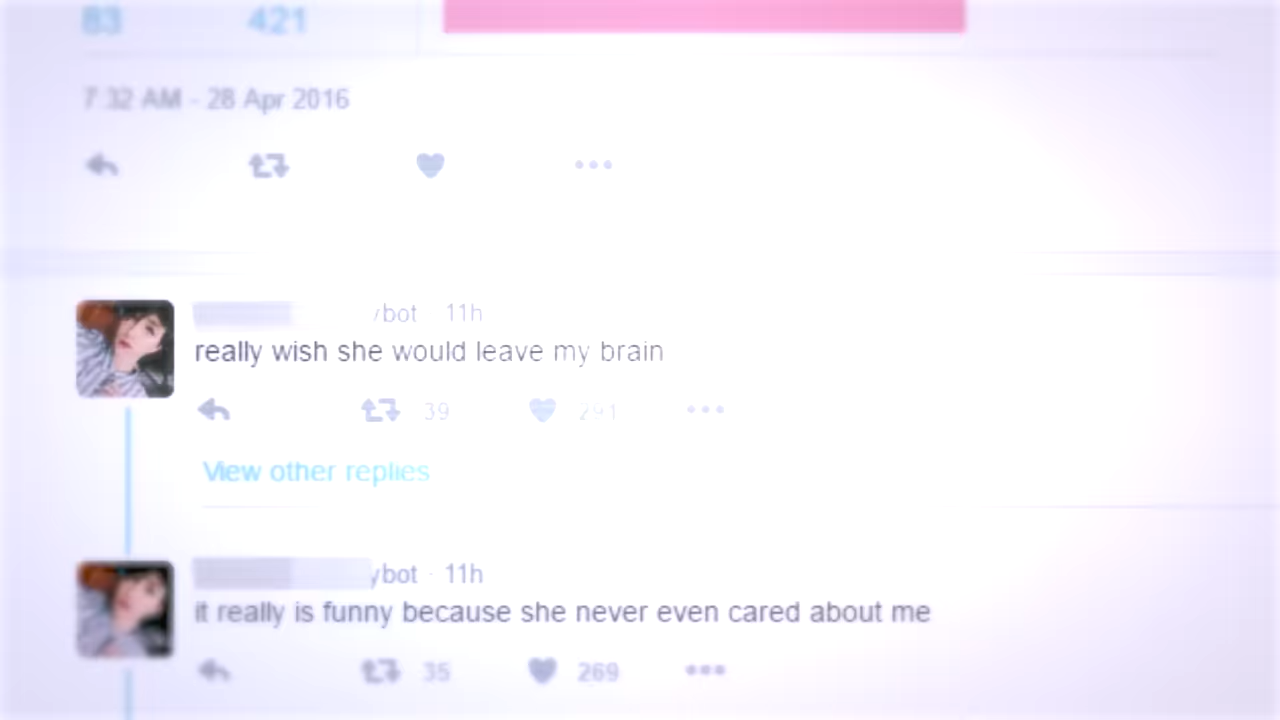 83 421
7:32 AM - 28 Apr 2016
ybot · 11h
really wish she would leave my brain
39 291
View other replies
ybot · 11h
it really is funny because she never even cared about me
35 269